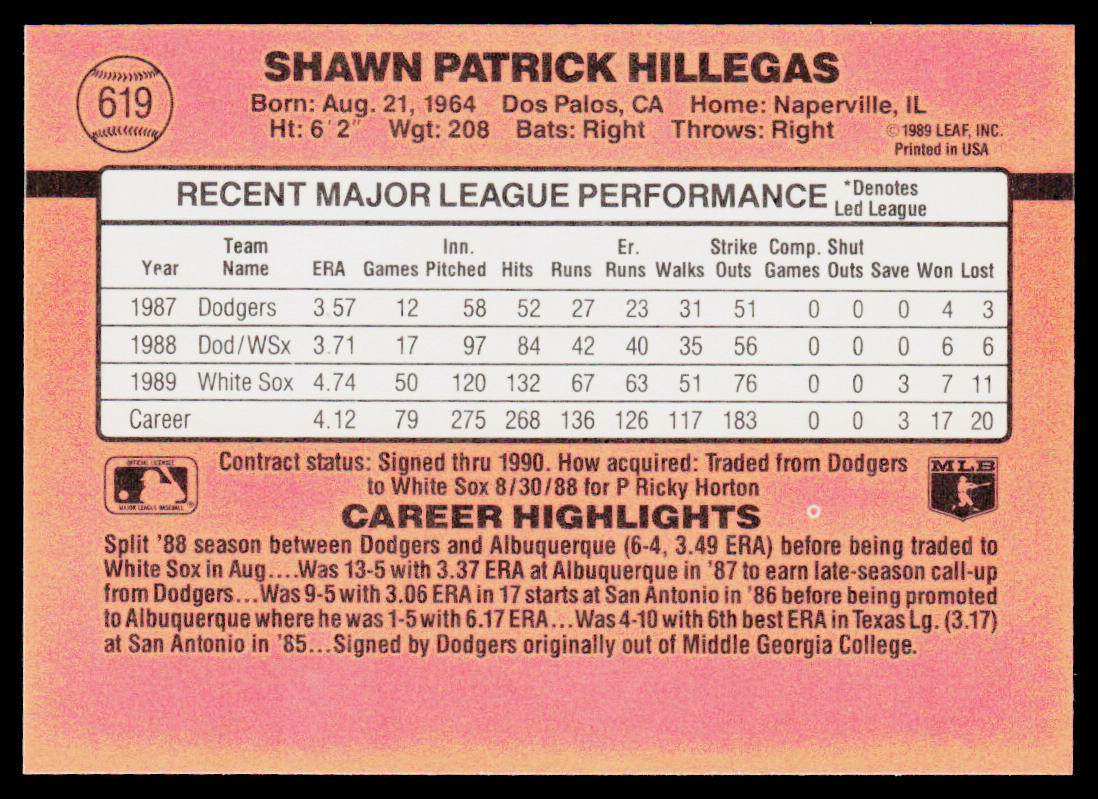 619
SHAWN PATRICK HILLEGAS
Born: Aug. 21, 1964 Dos Palos, CA Home: Naperville, IL
Ht: 6'2" Wgt: 208 Bats: Right Throws: Right
©1989 LEAF, INC.
Printed in USA
RECENT MAJOR LEAGUE PERFORMANCE *Denotes Led League
Year Team Name ERA Games Inn. Pitched Hits Runs Er. Runs Walks Strike Outs Comp. Games Shut Outs Save Won Lost
1987 Dodgers 3.57 12 58 52 27 23 31 51 0 0 0 4 3
1988 Dod/WSx 3.71 17 97 84 42 40 35 56 0 0 0 6 6
1989 White Sox 4.74 50 120 132 67 63 51 76 0 0 3 7 11
Career 4.12 79 275 268 136 126 117 183 0 0 3 17 20
OFFICIAL LICENSEE
MAJOR LEAGUE BASEBALL
Contract status: Signed thru 1990. How acquired: Traded from Dodgers
to White Sox 8/30/88 for P Ricky Horton
MLB
CAREER HIGHLIGHTS
Split '88 season between Dodgers and Albuquerque (6-4, 3.49 ERA) before being traded to
White Sox in Aug....Was 13-5 with 3.37 ERA at Albuquerque in '87 to earn late-season call-up
from Dodgers...Was 9-5 with 3.06 ERA in 17 starts at San Antonio in '86 before being promoted
to Albuquerque where he was 1-5 with 6.17 ERA...Was 4-10 with 6th best ERA in Texas Lg. (3.17)
at San Antonio in '85...Signed by Dodgers originally out of Middle Georgia College.